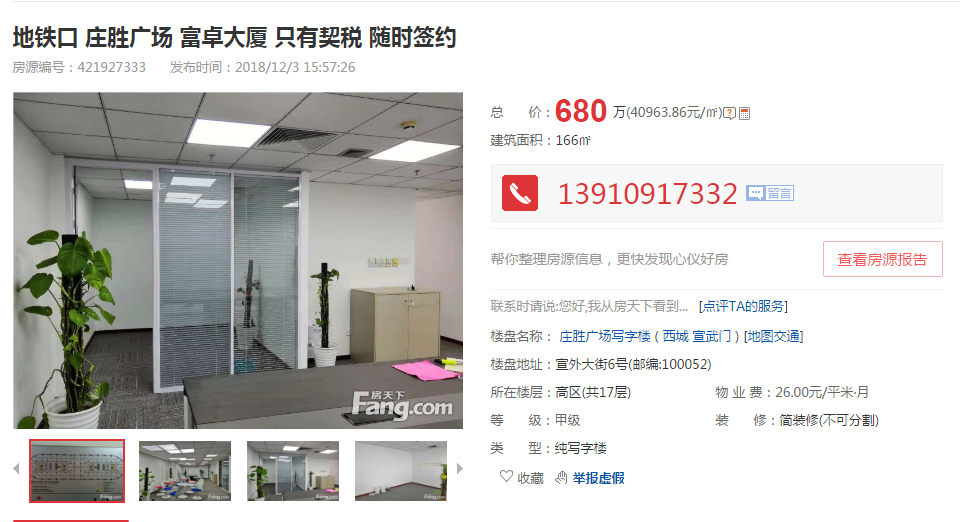 地铁口 庄胜广场 富卓大厦 只有契税 随时签约
房源编号：421927333 发布时间：2018/12/3 15:57:26
总 价：680 万(40963.86元/㎡)
建筑面积：166㎡
13910917332 留言
帮你整理房源信息，更快发现心仪好房 查看房源报告
联系时请说:您好,我从房天下看到... [点评TA的服务]
楼盘名称： 庄胜广场写字楼（西城 宣武门）[地图交通]
楼盘地址：宣外大街6号(邮编:100052)
所在楼层：高区(共17层) 物 业 费：26.00元/平米·月
等 级：甲级 装 修：简装修(不可分割)
类 型：纯写字楼
收藏 举报虚假
房天下
Fang.com
Fang.com
Fang.com
Fang.com
Fang.com